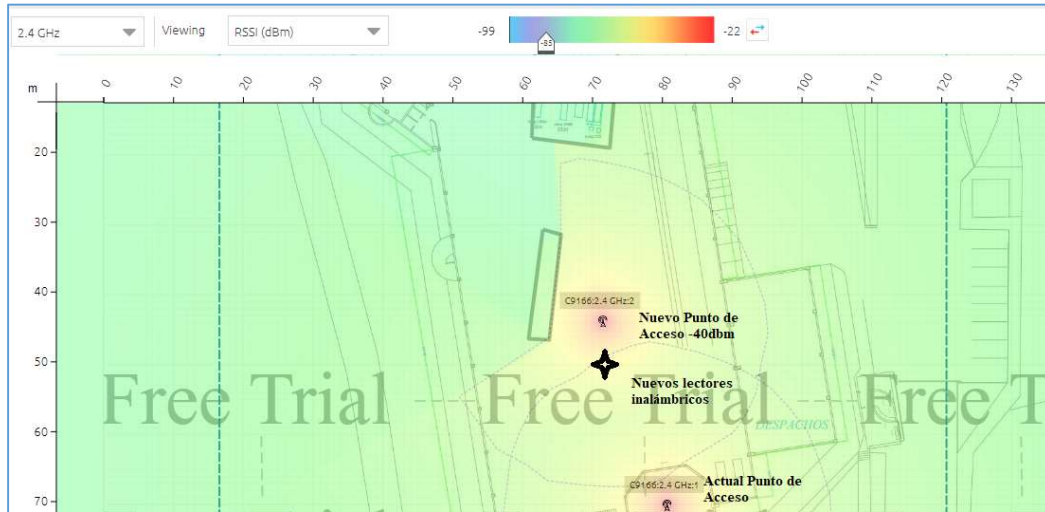 2.4 GHz
Viewing
RSSI (dBm)
-99
-85
-22
m
0
10
20
30
40
50
60
70
80
90
100
110
120
130
20
30
40
50
60
70
C9166:2.4 GHz:2
Nuevo Punto de
Acceso -40dbm
Nuevos lectores
inalámbricos
Free Trial
Free Trial
Free T
DESPACHOS
C9166:2.4 GHz:1
Actual Punto de
Acceso